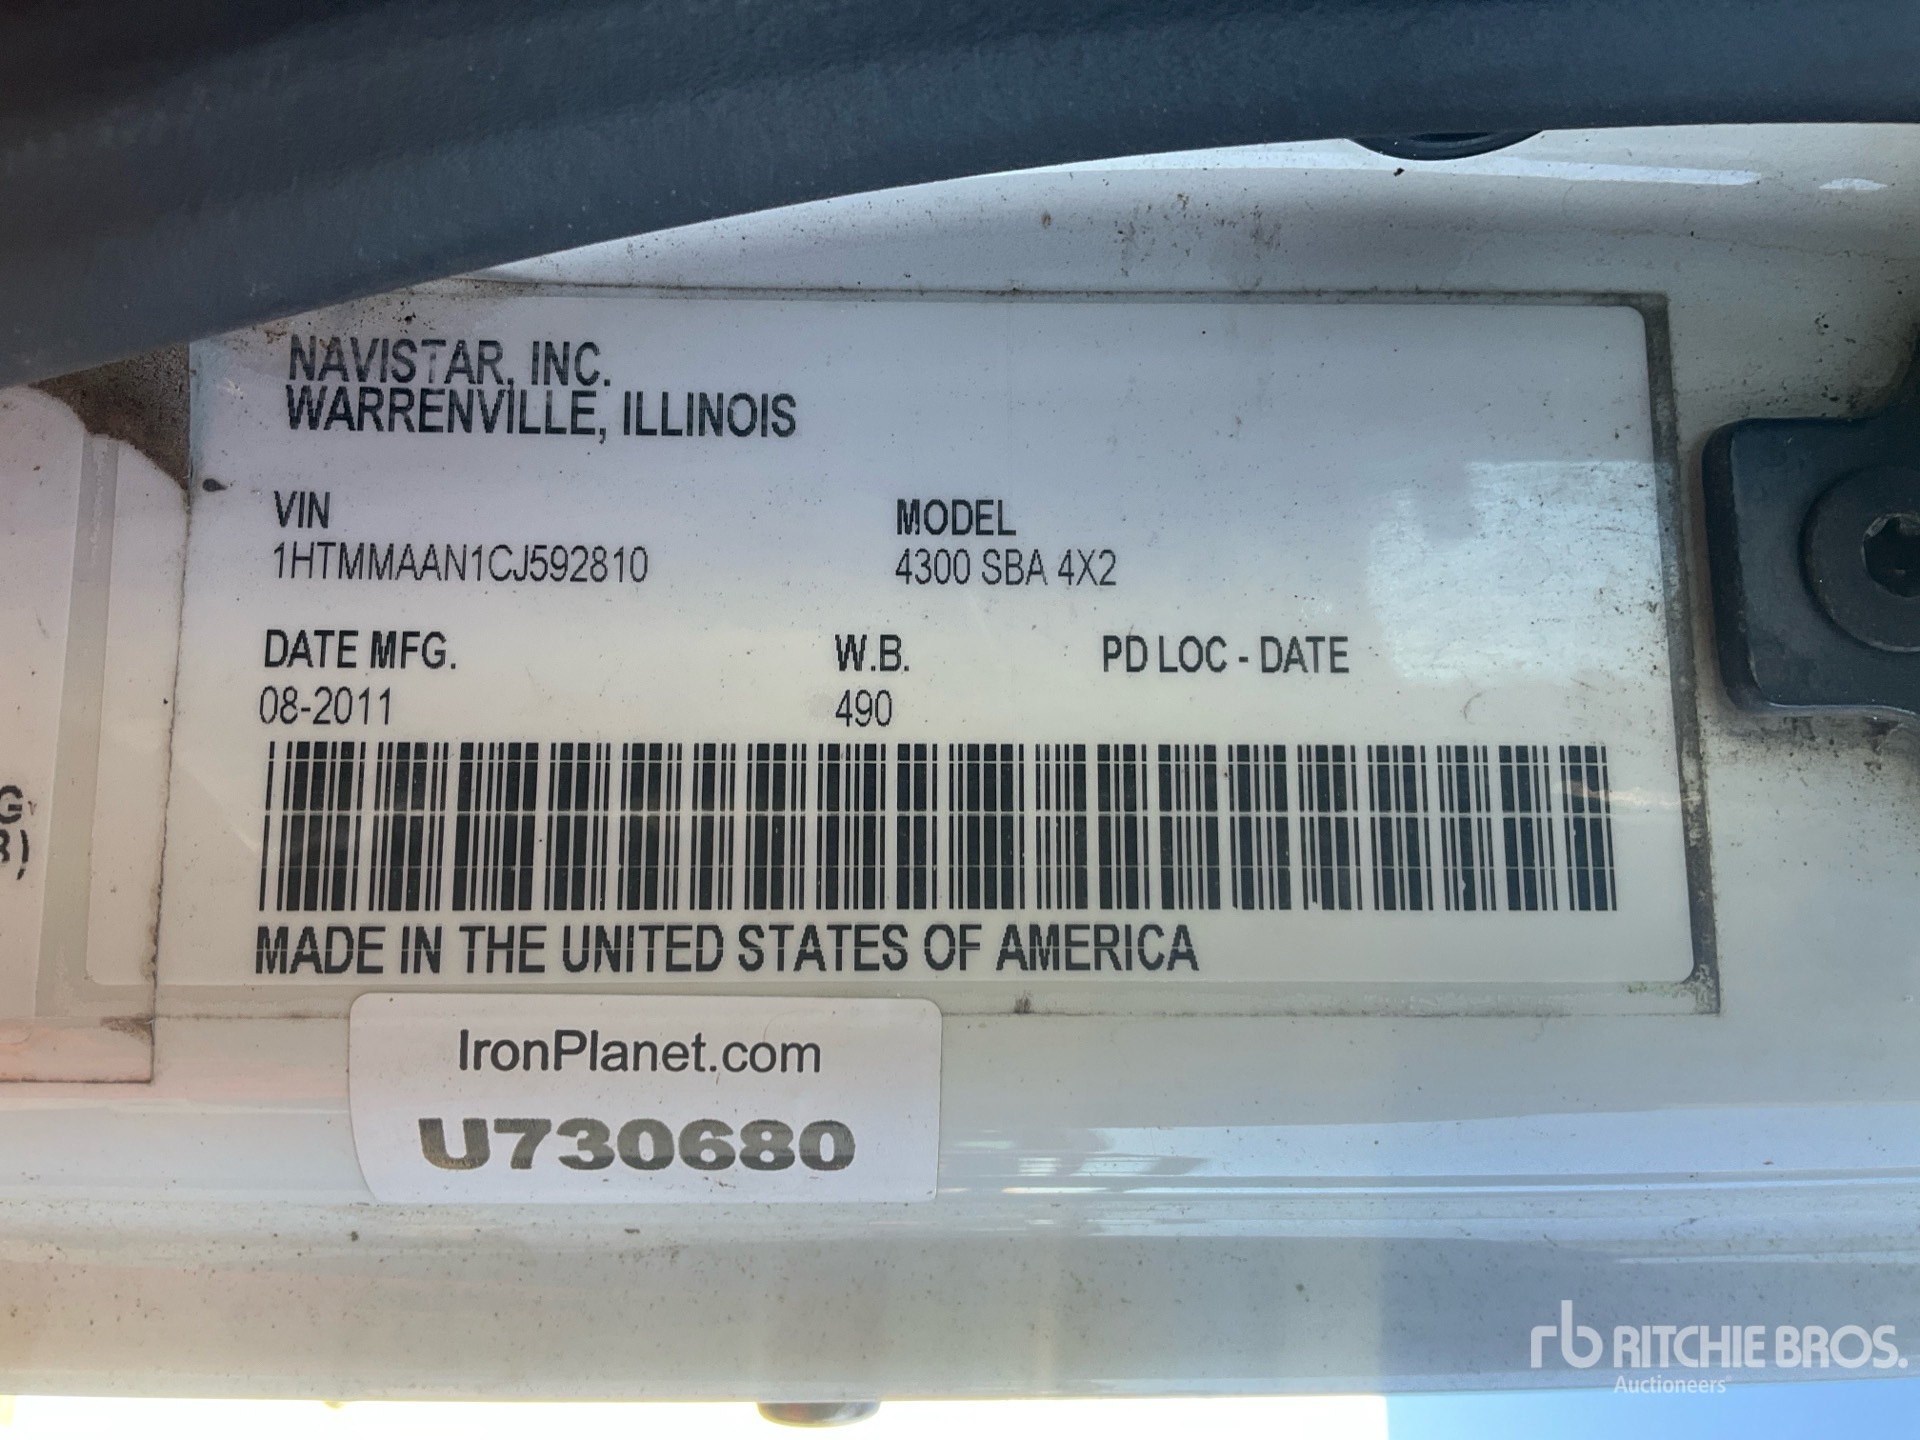 NAVISTAR, INC.
WARRENVILLE, ILLINOIS
VIN
1HTMMAAN1CJ592810
MODEL
4300 SBA 4X2
DATE MFG.
08-2011
W.B.
490
PD LOC - DATE
MADE IN THE UNITED STATES OF AMERICA
IronPlanet.com
U730680
rb RITCHIE BROS.
Auctioneers